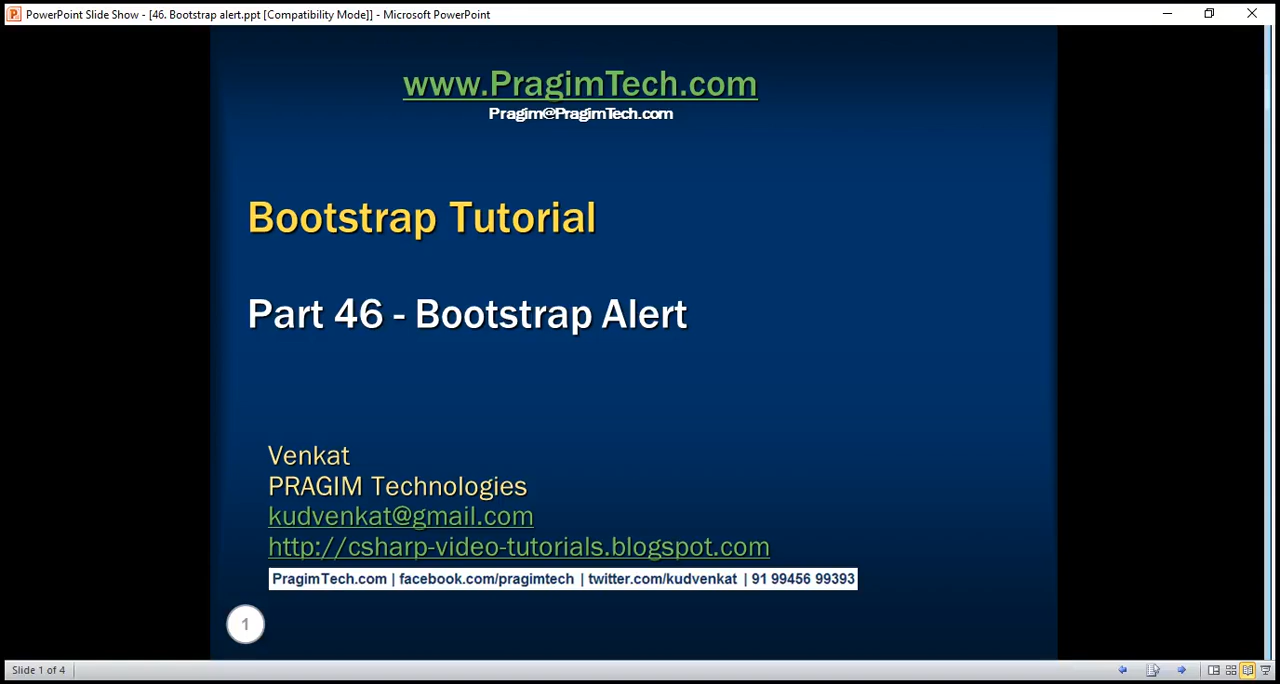 PowerPoint Slide Show - [46. Bootstrap alert.ppt [Compatibility Mode]] - Microsoft PowerPoint
www.PragimTech.com
Pragim@PragimTech.com
Bootstrap Tutorial
Part 46 - Bootstrap Alert
Venkat
PRAGIM Technologies
kudvenkat@gmail.com
http://csharp-video-tutorials.blogspot.com
PragimTech.com | facebook.com/pragimtech | twitter.com/kudvenkat | 91 99456 99393
1
Slide 1 of 4